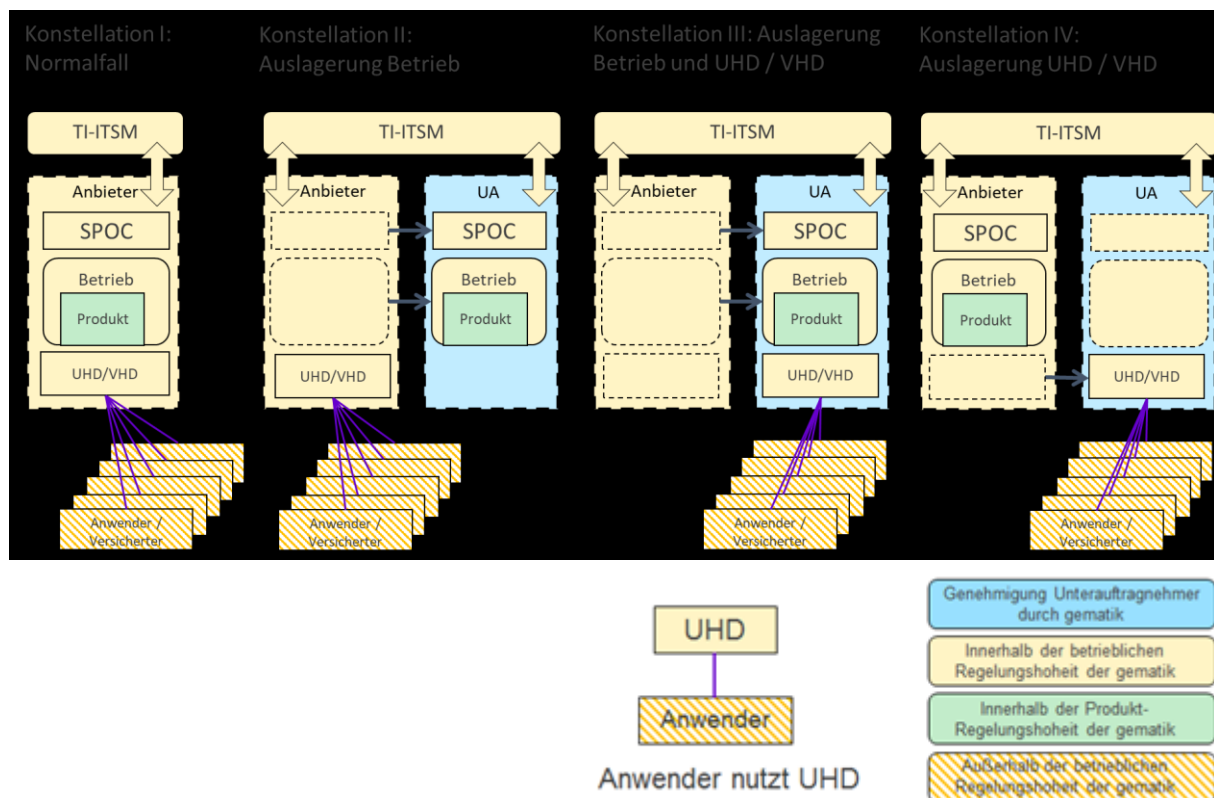 Konstellation I:
Normalfall
Konstellation II:
Auslagerung Betrieb
Konstellation III: Auslagerung
Betrieb und UHD / VHD
Konstellation IV:
Auslagerung UHD / VHD
TI-ITSM
Anbieter
SPOC
Betrieb
Produkt
UHD/VHD
Anwender /
Versicherter
TI-ITSM
Anbieter
UA
SPOC
Betrieb
Produkt
UHD/VHD
Anwender /
Versicherter
TI-ITSM
Anbieter
UA
SPOC
Betrieb
Produkt
UHD/VHD
Anwender /
Versicherter
TI-ITSM
Anbieter
UA
SPOC
Betrieb
Produkt
UHD/VHD
Anwender /
Versicherter
UHD
Anwender
Anwender nutzt UHD
Genehmigung Unterauftragnehmer
durch gematik
Innerhalb der betrieblichen
Regelungshoheit der gematik
Innerhalb der Produkt-
Regelungshoheit der gematik
Außerhalb der betrieblichen
Regelungshoheit der gematik